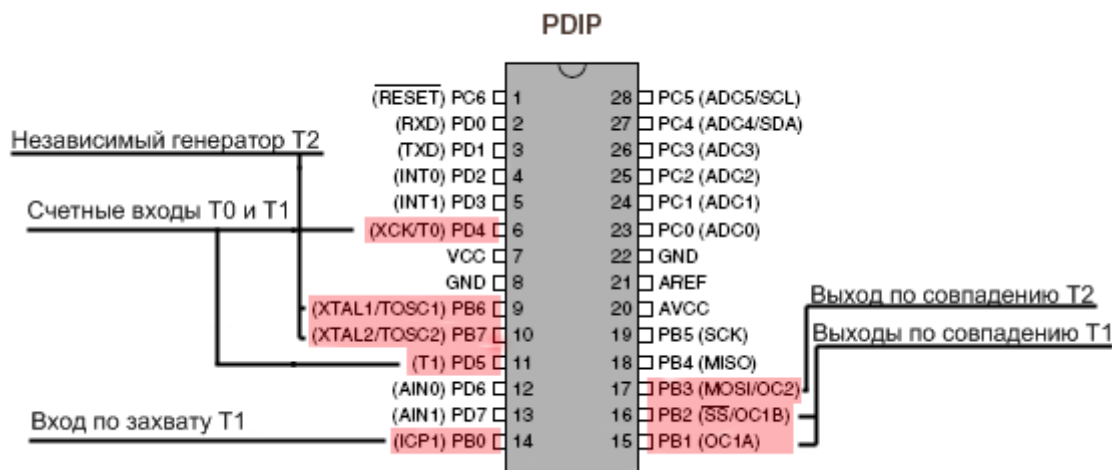 PDIP
(RESET) PC6 1 28 PC5 (ADC5/SCL)
(RXD) PD0 2 27 PC4 (ADC4/SDA)
Независимый генератор T2
(TXD) PD1 3 26 PC3 (ADC3)
(INT0) PD2 4 25 PC2 (ADC2)
(INT1) PD3 5 24 PC1 (ADC1)
Счетные входы T0 и T1
(XCK/T0) PD4 6 23 PC0 (ADC0)
VCC 7 22 GND
GND 8 21 AREF
(XTAL1/TOSC1) PB6 9 20 AVCC
Выход по совпадению T2
(XTAL2/TOSC2) PB7 10 19 PB5 (SCK)
Выходы по совпадению T1
(T1) PD5 11 18 PB4 (MISO)
(AIN0) PD6 12 17 PB3 (MOSI/OC2)
(AIN1) PD7 13 16 PB2 (SS/OC1B)
Вход по захвату T1
(ICP1) PB0 14 15 PB1 (OC1A)